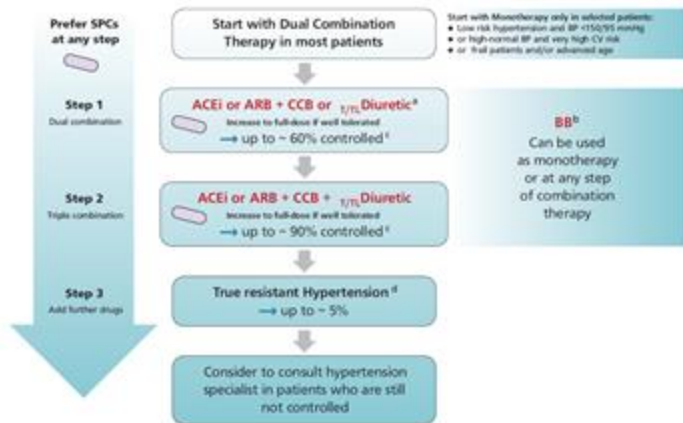 Prefer SPCs
at any step
Start with Dual Combination
Therapy in most patients
Start with Monotherapy only in selected patients:
Low risk hypertension and BP <150/95 mmHg
or high-normal BP and very high CV risk
or frail patients and/or advanced age
Step 1
Dual combination
ACEi or ARB + CCB or T/TL Diuretic a
Increase to full-dose if well tolerated
→ up to ~ 60% controlled c
BB b
Can be used
as monotherapy
or at any step
of combination
therapy
Step 2
Triple combination
ACEi or ARB + CCB + T/TL Diuretic
Increase to full-dose if well tolerated
→ up to ~ 90% controlled c
Step 3
Add further drugs
True resistant Hypertension d
→ up to ~ 5%
Consider to consult hypertension
specialist in patients who are still
not controlled